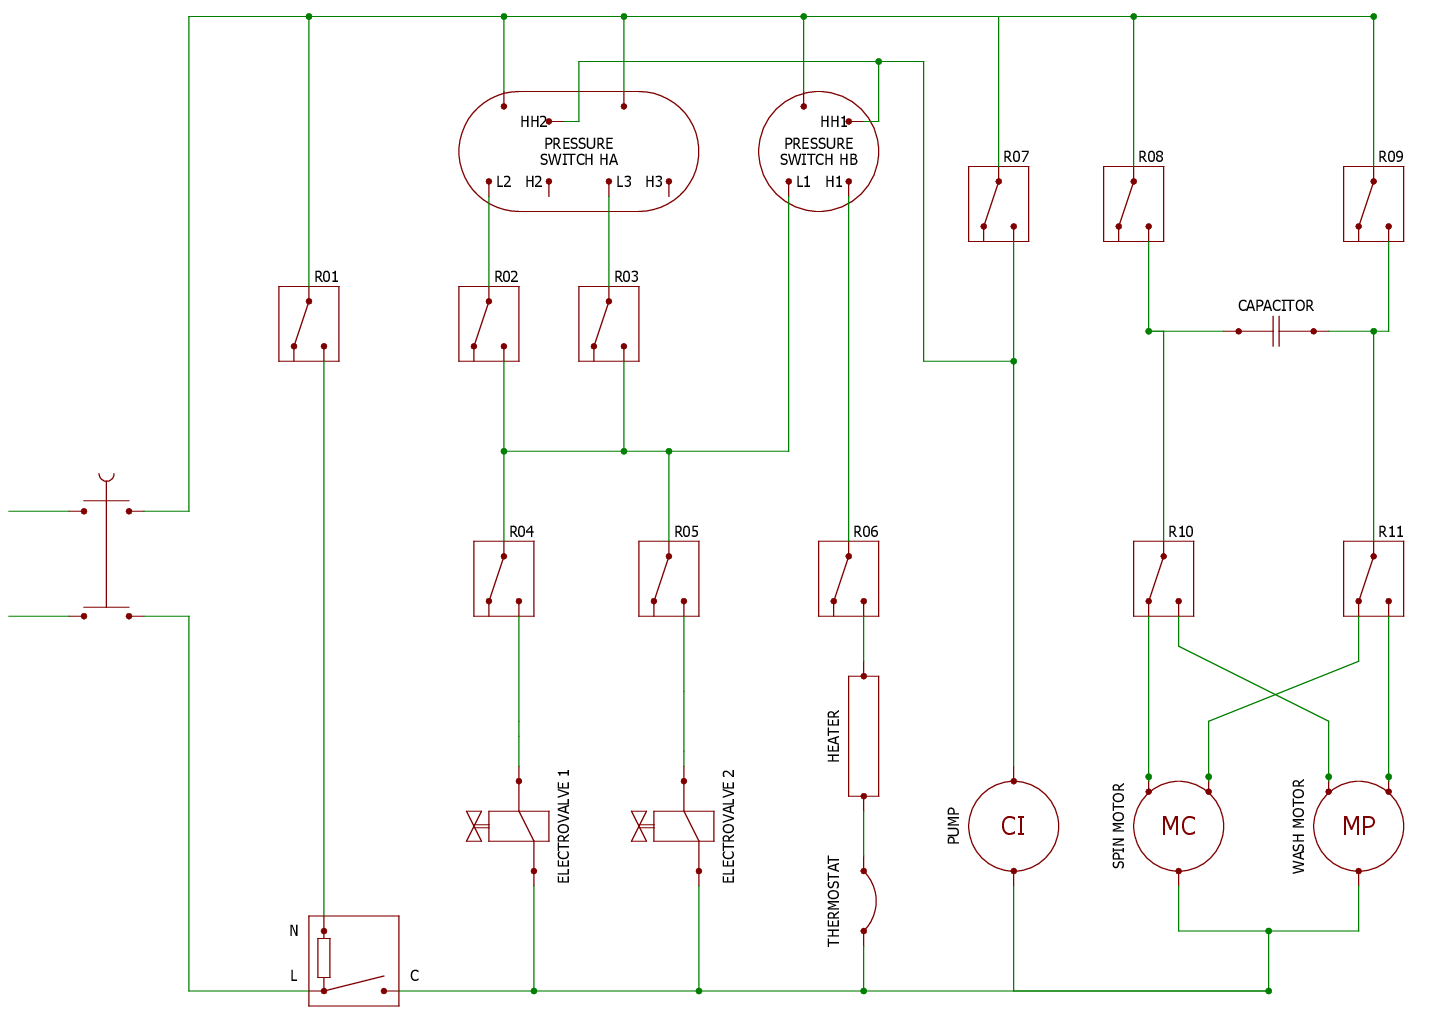 HH2
HH1
PRESSURE
SWITCH HA
PRESSURE
SWITCH HB
R07
R08
R09
L2
H2
L3
H3
L1
H1
R01
R02
R03
CAPACITOR
R04
R05
R06
R10
R11
HEATER
ELECTROVALVE 1
ELECTROVALVE 2
PUMP
CI
SPIN MOTOR
MC
WASH MOTOR
MP
THERMOSTAT
N
L
C